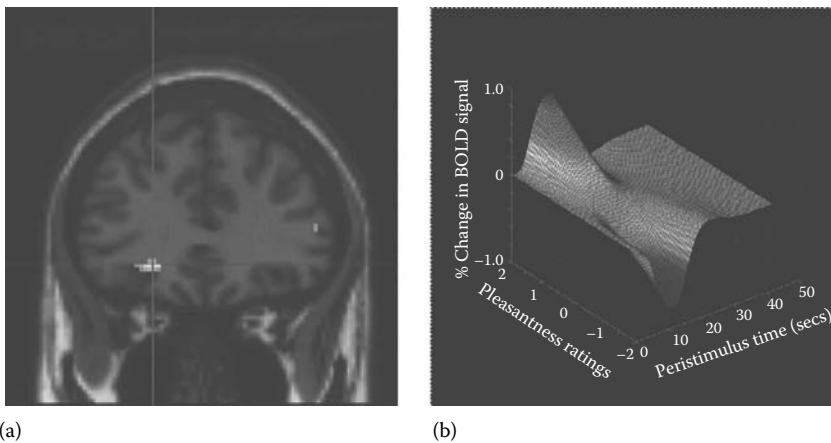 % Change in BOLD signal
1.0
0
−1.0
2
1
0
−1
−2
Pleasantness ratings
0
10
20
30
40
50
Peristimulus time (secs)
(a)
(b)